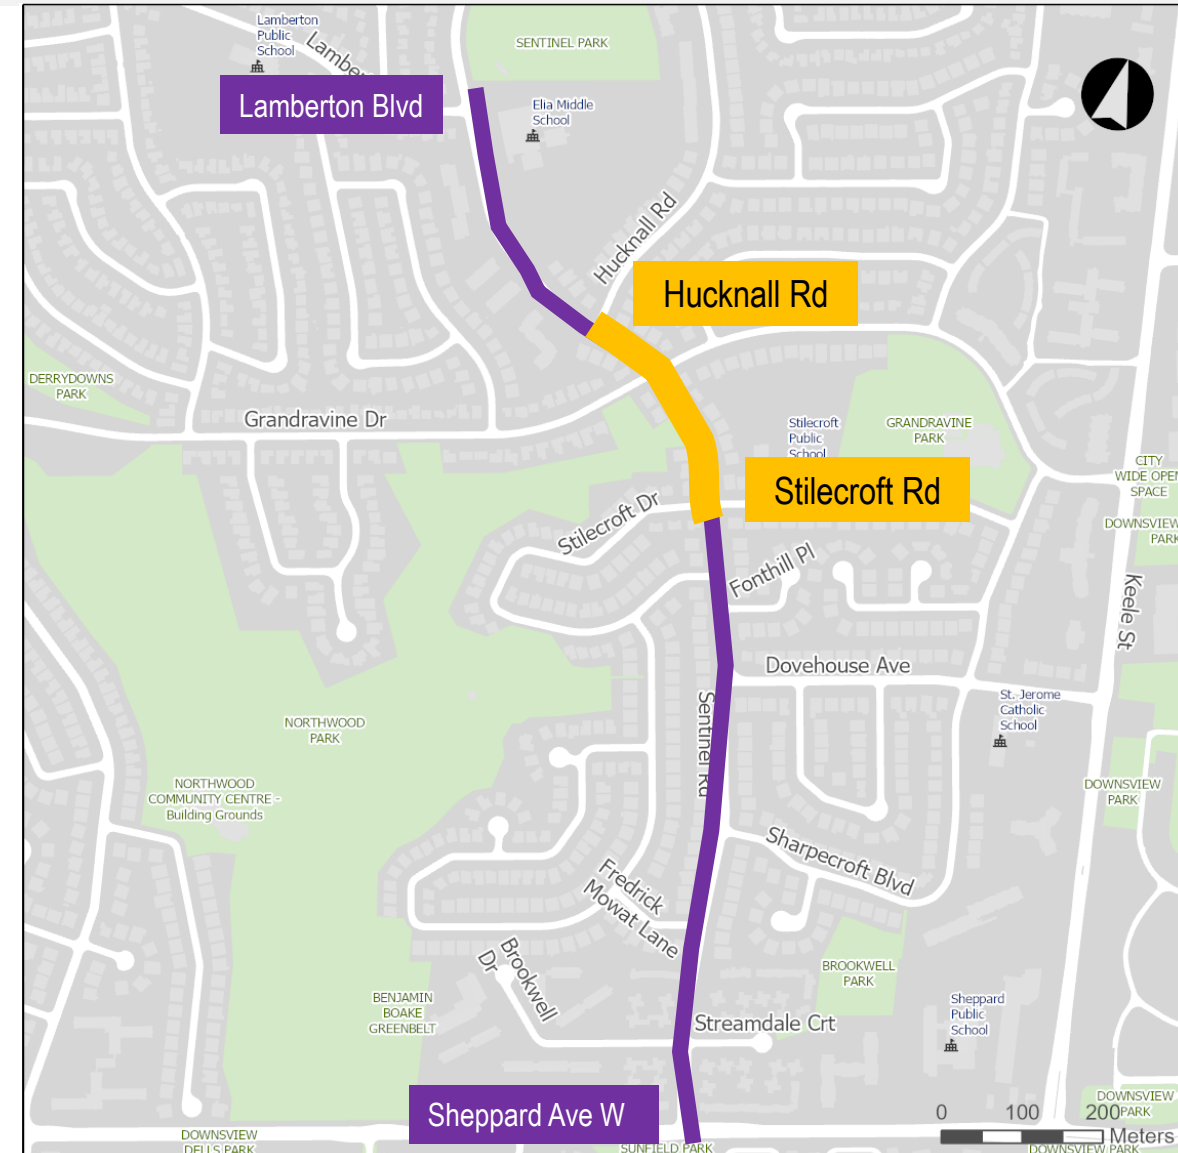 Lamberton
Public
School
SENTINEL PARK
Lamberton Blvd
Elia Middle
School
Hucknall Rd
Hucknall Rd
DERRYDOWNS
PARK
Grandravine Dr
Stilecroft
Public
School
GRANDRAVINE
PARK
CITY
WIDE OPEN
SPACE
Stilecroft Rd
Stilecroft Dr
DOWNSVIEW
PARK
Fonthill Pl
Keele St
Dovehouse Ave
Sentinel Rd
St. Jerome
Catholic
School
NORTHWOOD
PARK
NORTHWOOD
COMMUNITY CENTRE -
Building Grounds
DOWNSVIEW
PARK
Sharpecroft Blvd
Fredrick
Mowat Lane
Brookwell
Dr
BROOKWELL
PARK
BENJAMIN
BOAKE
GREENBELT
Sheppard
Public
School
Streamdale Crt
Sheppard Ave W
DOWNSVIEW
PARK
0 100 200
Meters
DOWNSVIEW
DELLS PARK
SUNFIELD PARK
DOWNSVIEW PARK